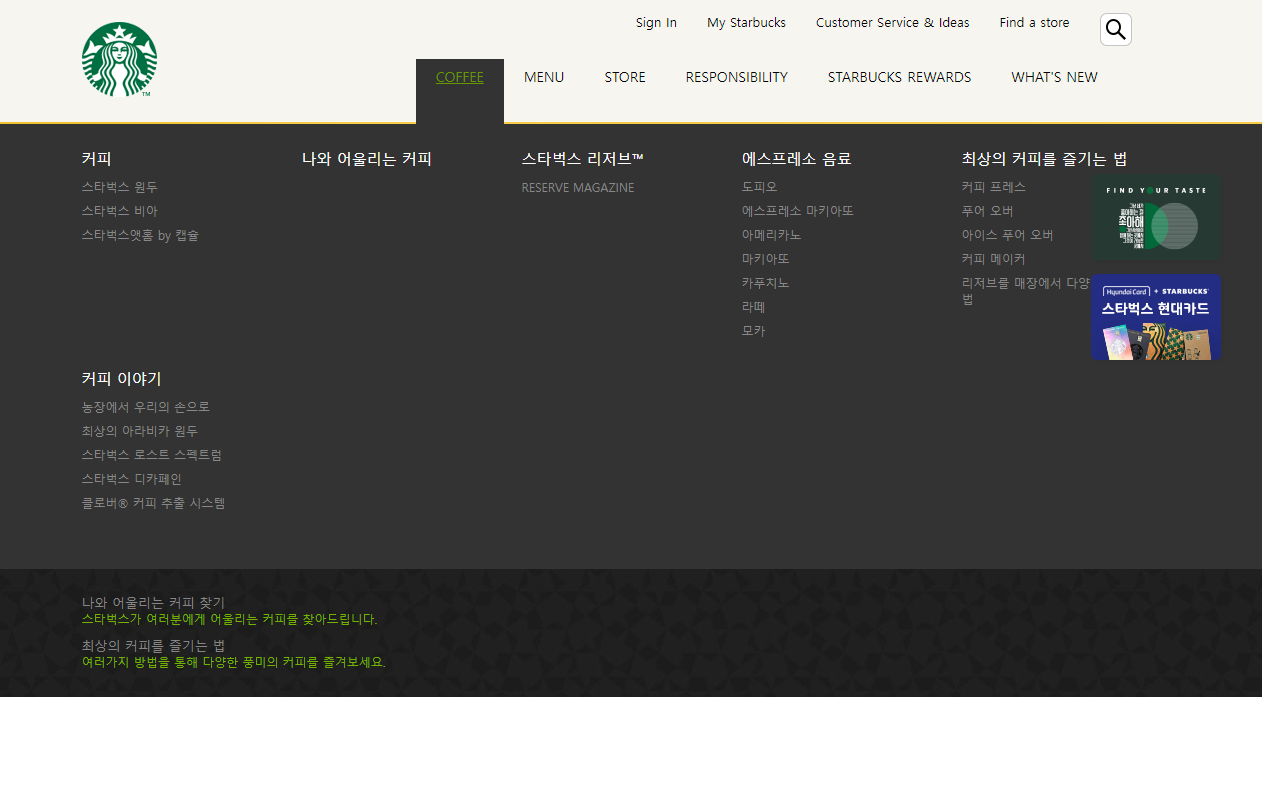 Sign In
My Starbucks
Customer Service & Ideas
Find a store
TM
COFFEE
MENU
STORE
RESPONSIBILITY
STARBUCKS REWARDS
WHAT'S NEW
커피
스타벅스 원두
스타벅스 비아
스타벅스앳홈 by 캡슐
나와 어울리는 커피
스타벅스 리저브™
RESERVE MAGAZINE
에스프레소 음료
도피오
에스프레소 마키아또
아메리카노
마키아또
카푸치노
라떼
모카
최상의 커피를 즐기는 법
커피 프레스
푸어 오버
아이스 푸어 오버
커피 메이커
리저브를 매장에서 다양
법
FIND YOUR TASTE
Hyundai Card + STARBUCKS
스타벅스 현대카드
커피 이야기
농장에서 우리의 손으로
최상의 아라비카 원두
스타벅스 로스트 스펙트럼
스타벅스 디카페인
클로버® 커피 추출 시스템
나와 어울리는 커피 찾기
스타벅스가 여러분에게 어울리는 커피를 찾아드립니다.
최상의 커피를 즐기는 법
여러가지 방법을 통해 다양한 풍미의 커피를 즐겨보세요.